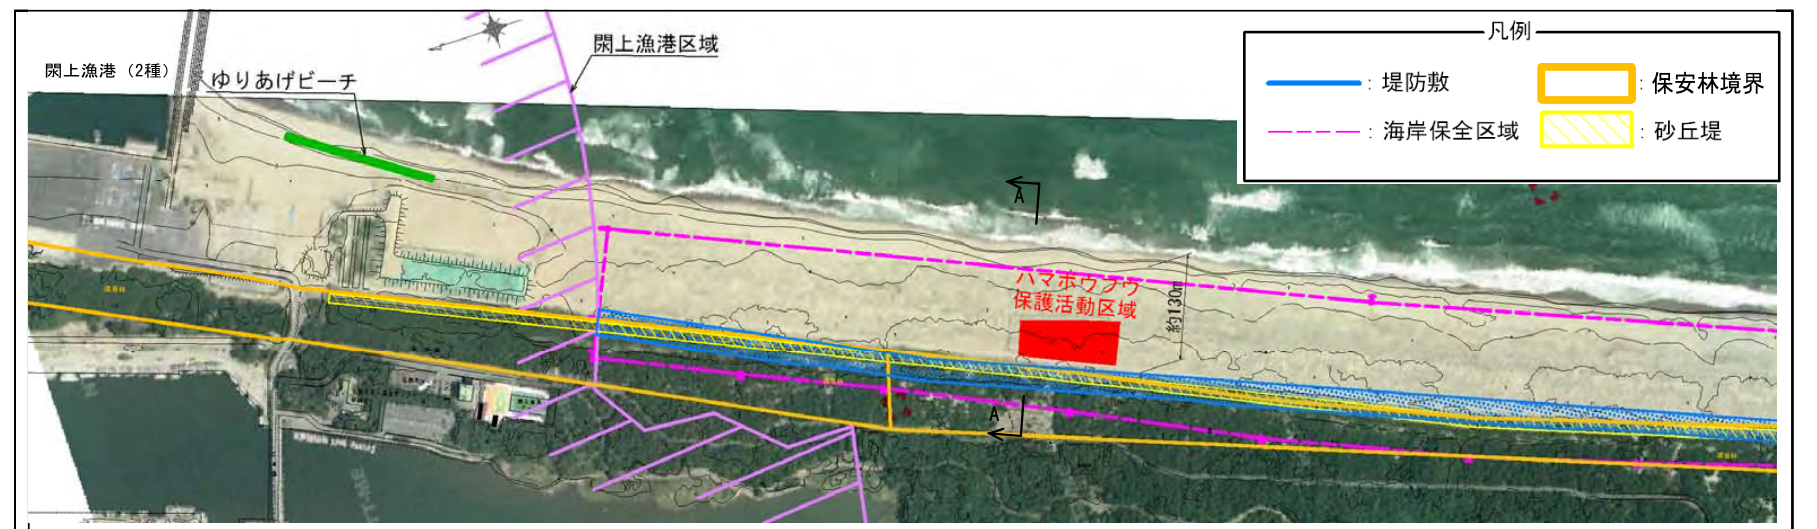 閖上漁港区域
凡例
閖上漁港（2種）
ゆりあげビーチ
: 堤防敷
: 保安林境界
: 海岸保全区域
: 砂丘堤
A
ハマボウフウ
保護活動区域
約130m
A